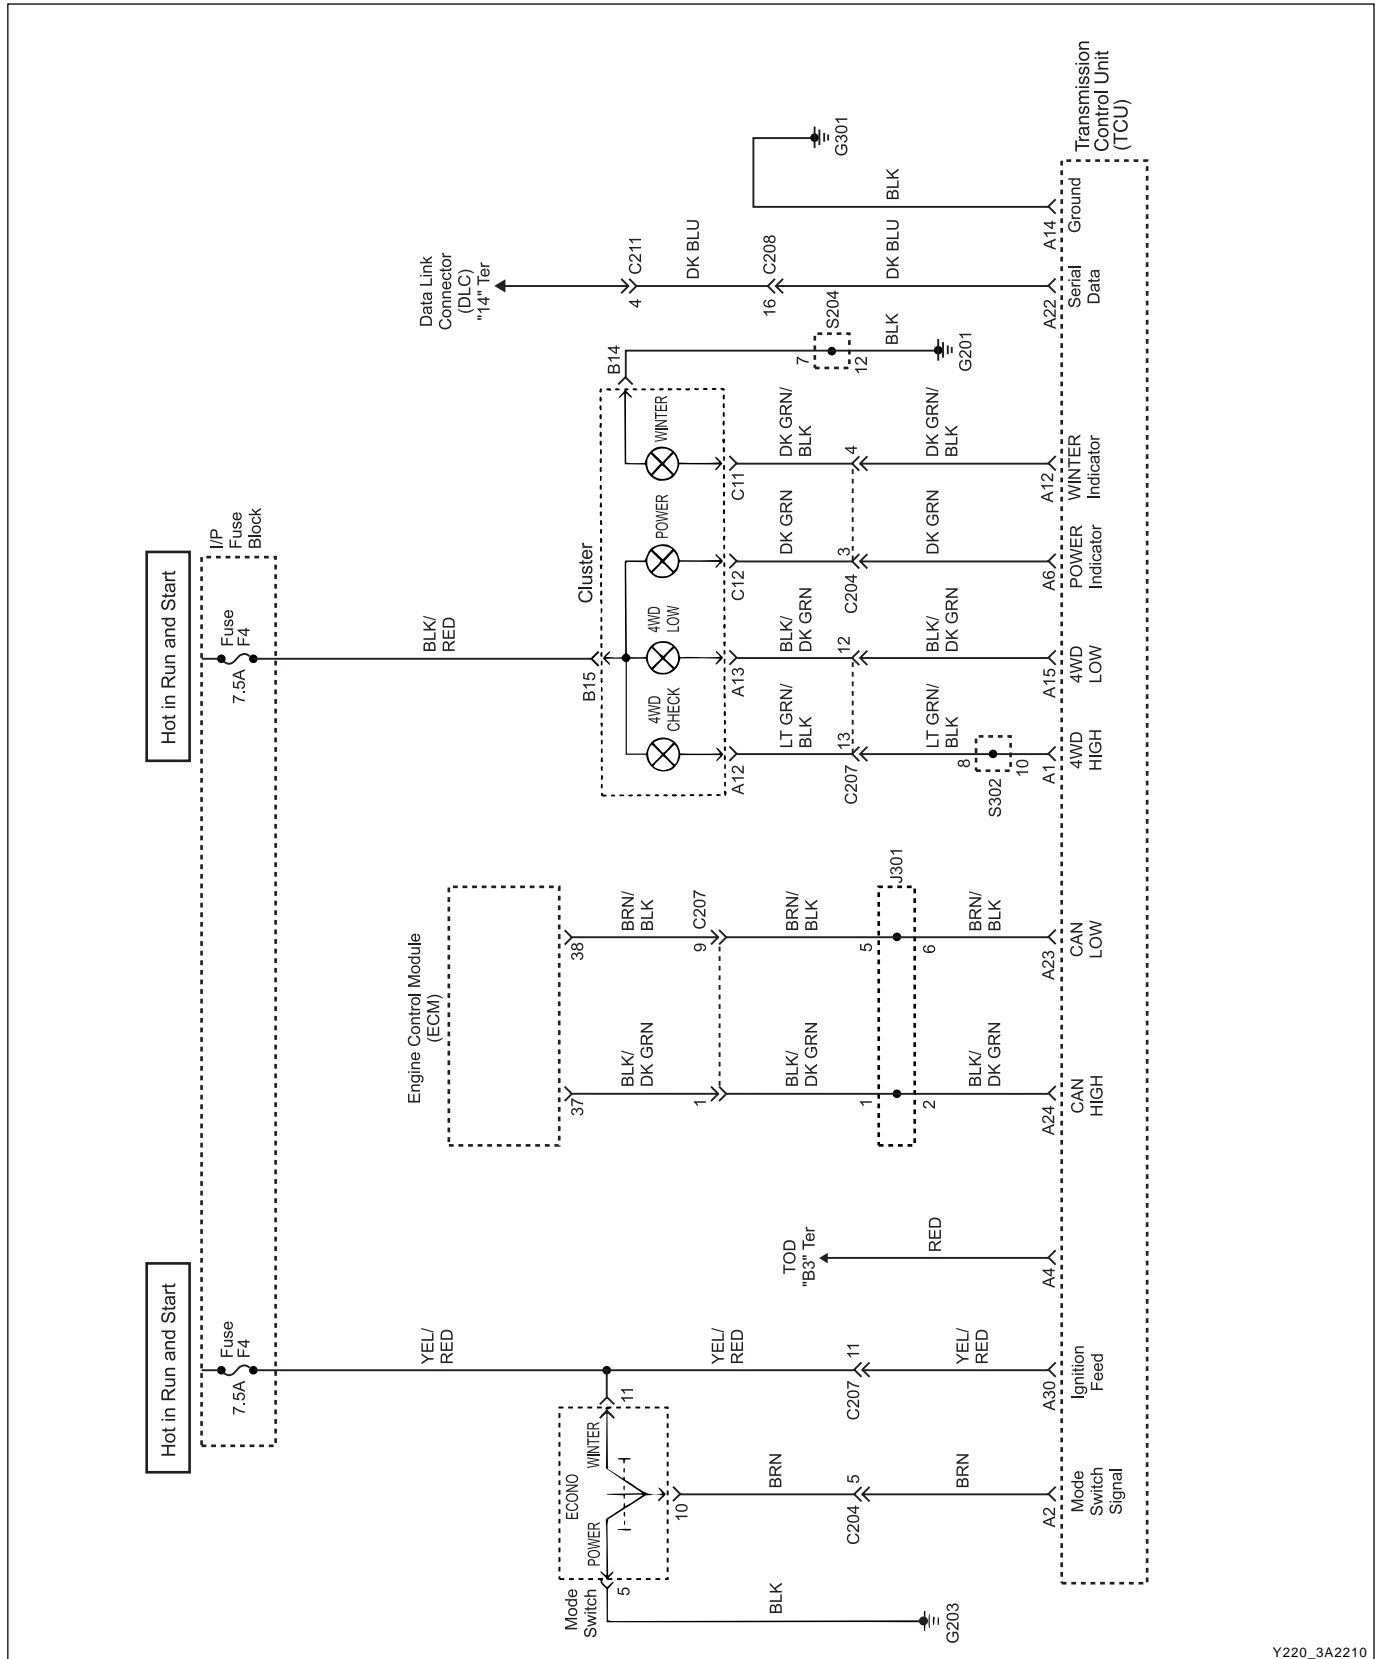 Hot in Run and Start
Hot in Run and Start
I/P
Fuse
Block
Fuse
F4
7.5A
Fuse
F4
7.5A
YEL/
RED
BLK/
RED
Engine Control Module
(ECM)
Cluster
Data Link
Connector
(DLC)
"14" Ter
Mode
Switch
POWER
ECONO
WINTER
5
10
11
BLK
G203
BRN
C204
5
BRN
A2
Mode
Switch
Signal
YEL/
RED
C207
11
YEL/
RED
A30
Ignition
Feed
TOD
"B3" Ter
RED
A4
37
BLK/
DK GRN
1
BLK/
DK GRN
1
2
BLK/
DK GRN
A24
CAN
HIGH
38
BRN/
BLK
9
C207
BRN/
BLK
5
6
J301
BRN/
BLK
A23
CAN
LOW
B15
4WD
CHECK
4WD
LOW
POWER
WINTER
B14
A12
LT GRN/
BLK
C207
13
LT GRN/
BLK
8
S302
10
A1
4WD
HIGH
A13
BLK/
DK GRN
12
BLK/
DK GRN
A15
4WD
LOW
C12
DK GRN
C204
3
DK GRN
A6
POWER
Indicator
C11
DK GRN/
BLK
4
DK GRN/
BLK
A12
WINTER
Indicator
7
S204
12
BLK
G201
4
C211
DK BLU
16
C208
DK BLU
A22
Serial
Data
G301
BLK
A14
Ground
Transmission
Control Unit
(TCU)
Y220_3A2210